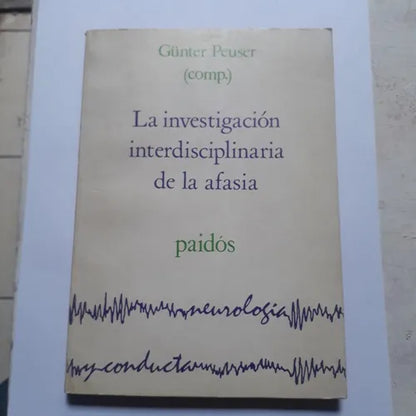 Günter Peuser
(comp.)
La investigación
interdisciplinaria
de la afasia
paidós
neurología
y conducta